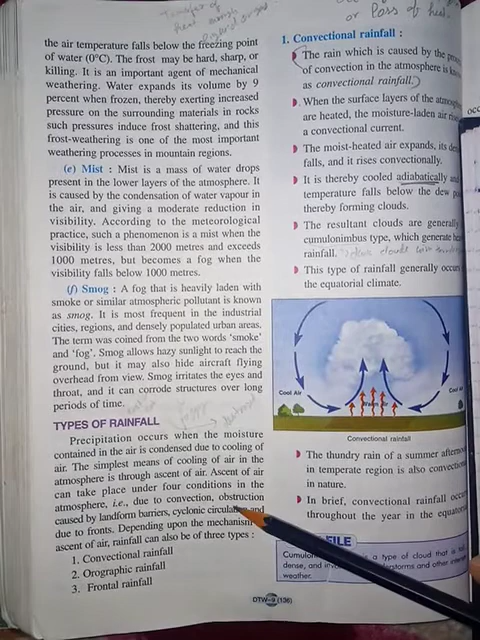 the air temperature falls below the freezing point
of water (0°C). The frost may be hard, sharp, or
killing. It is an important agent of mechanical
weathering. Water expands its volume by 9
percent when frozen, thereby exerting increased
pressure on the surrounding materials in rocks
such pressures induce frost shattering, and this
frost-weathering is one of the most important
weathering processes in mountain regions.
(e) Mist : Mist is a mass of water drops
present in the lower layers of the atmosphere. It
is caused by the condensation of water vapour in
the air, and giving a moderate reduction in
visibility. According to the meteorological
practice, such a phenomenon is a mist when the
visibility is less than 2000 metres and exceeds
1000 metres, but becomes a fog when the
visibility falls below 1000 metres.
(f) Smog : A fog that is heavily laden with
smoke or similar atmospheric pollutant is known
as smog. It is most frequent in the industrial
cities, regions, and densely populated urban areas.
The term was coined from the two words 'smoke'
and 'fog'. Smog allows hazy sunlight to reach the
ground, but it may also hide aircraft flying
overhead from view. Smog irritates the eyes and
throat, and it can corrode structures over long
periods of time.
TYPES OF RAINFALL
Precipitation occurs when the moisture
contained in the air is condensed due to cooling of
air. The simplest means of cooling of air in the
atmosphere is through ascent of air. Ascent of air
can take place under four conditions in the
atmosphere, i.e., due to convection, obstruction
caused by landform barriers, cyclonic circulation and
due to fronts. Depending upon the mechanism
ascent of air, rainfall can also be of three types :
1. Convectional rainfall
2. Orographic rainfall
3. Frontal rainfall
or loss of heat
1. Convectional rainfall :
The rain which is caused by the
of convection in the atmosphere is
as convectional rainfall.
When the surface layers of the
are heated, the moisture-laden air
a convectional current.
The moist-heated air expands, its
falls, and it rises convectionally.
It is thereby cooled adiabatically and
temperature falls below the dew
thereby forming clouds.
The resultant clouds are generally
cumulonimbus type, which generate
rainfall.
This type of rainfall generally occurs
the equatorial climate.
Cool Air
Cool
Convectional rainfall
The thundry rain of a summer
in temperate region is also
in nature.
In brief, convectional rainfall
throughout the year in the
FILE
a type of cloud that is
dense, and
and other
weather.
DTW-9 (136)